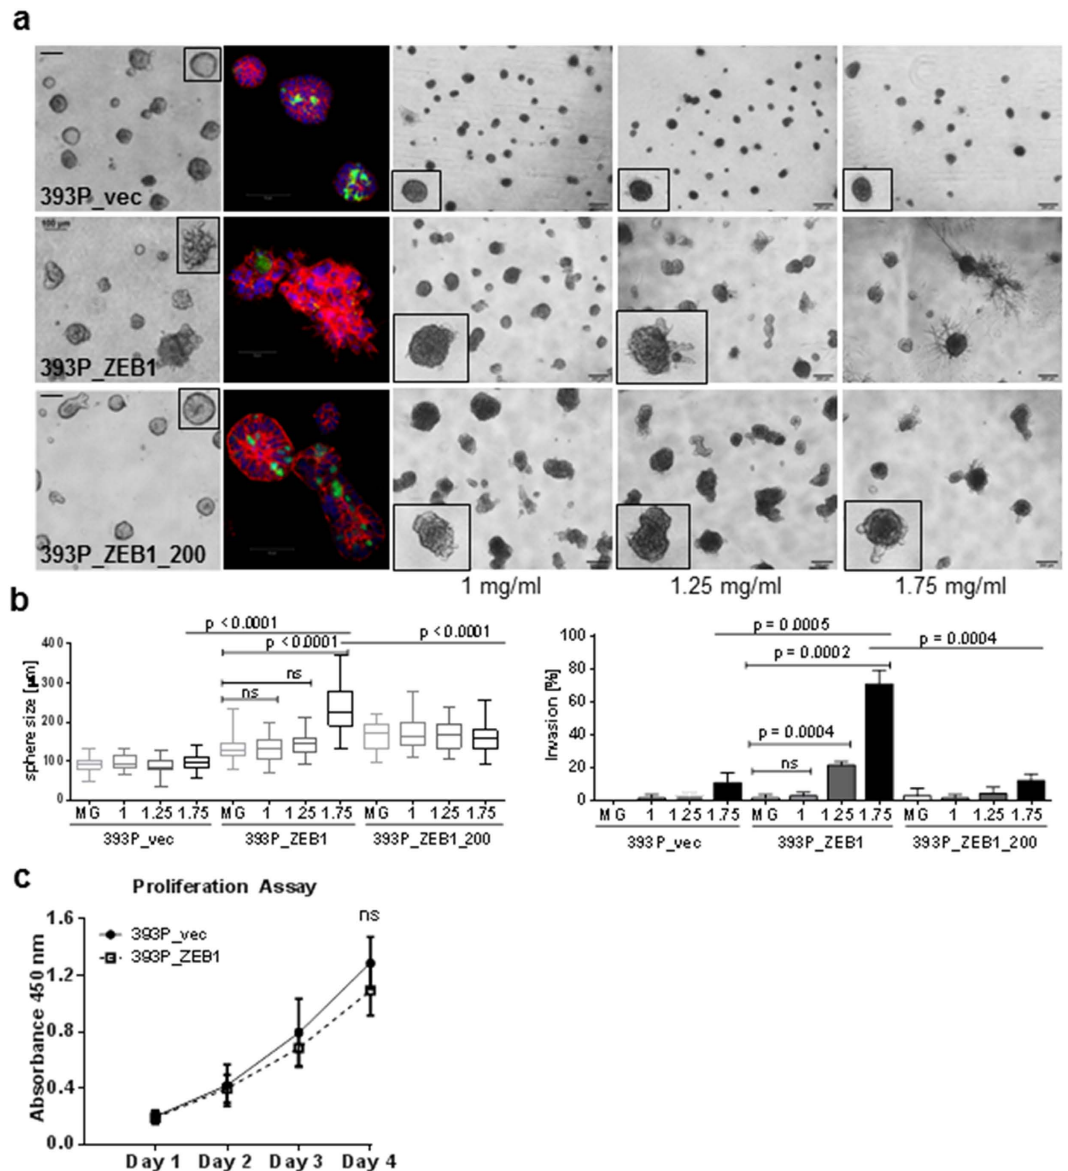 a
393P_vec
100 µm
393P_ZEB1
393P_ZEB1_200
1 mg/ml 1.25 mg/ml 1.75 mg/ml
b
p < 0.0001
p < 0.0001
p < 0.0001
ns
ns
sphere size [µm]
400
300
200
100
0
MG 1 1.25 1.75 MG 1 1.25 1.75 MG 1 1.25 1.75
393P_vec 393P_ZEB1 393P_ZEB1_200
p = 0.0005
p = 0.0004
p = 0.0002
p = 0.0004
ns
Invasion [%]
100
80
60
40
20
0
MG 1 1.25 1.75 MG 1 1.25 1.75 MG 1 1.25 1.75
393P_vec 393P_ZEB1 393P_ZEB1_200
c
Proliferation Assay
ns
393P_vec
393P_ZEB1
Absorbance 450 nm
1.6
1.2
0.8
0.4
0.0
Day 1 Day 2 Day 3 Day 4